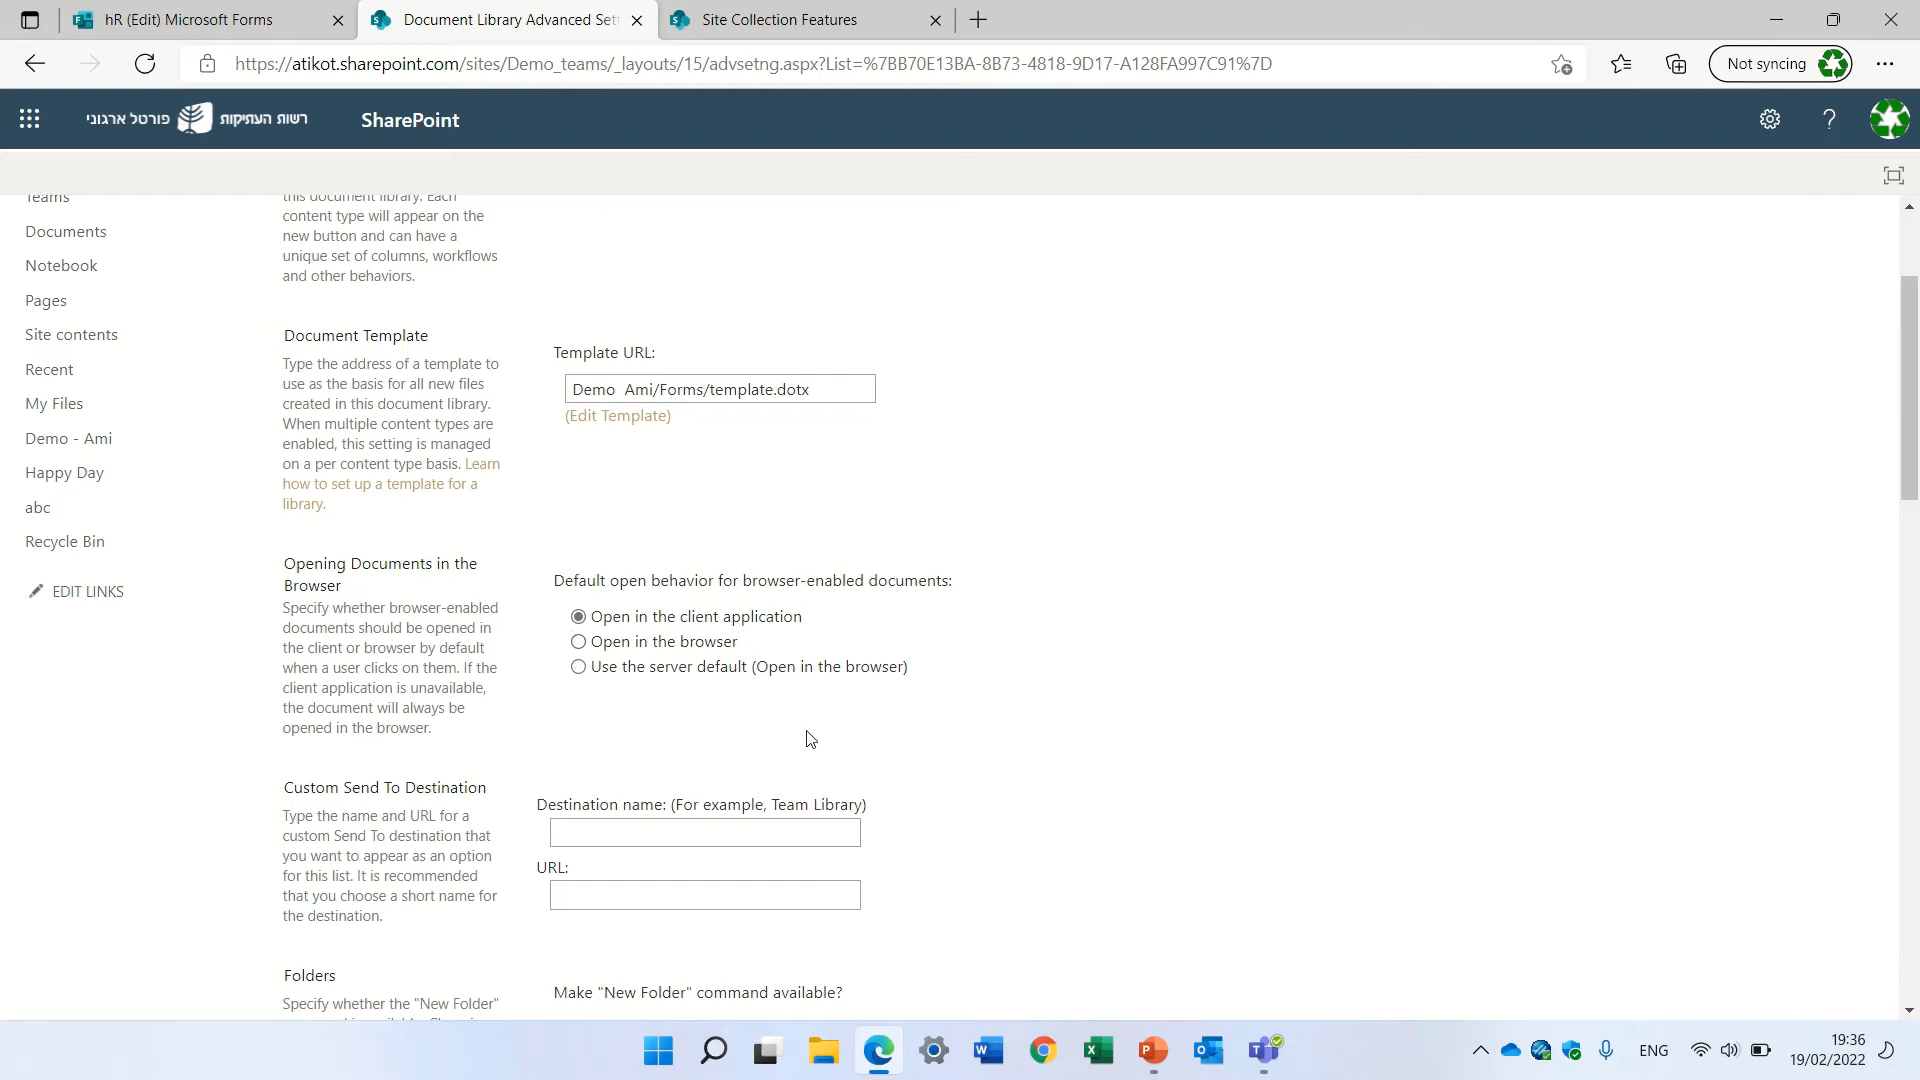 hR (Edit) Microsoft Forms
Document Library Advanced Set
Site Collection Features
https://atikot.sharepoint.com/sites/Demo_teams/_layouts/15/advsetng.aspx?List=%7BB70E13BA-8B73-4818-9D17-A128FA997C91%7D
Not syncing
פורטל ארגוני
רשות העתיקות
SharePoint
Teams
Documents
Notebook
Pages
Site contents
Recent
My Files
Demo - Ami
Happy Day
abc
Recycle Bin
EDIT LINKS
this document library. Each
content type will appear on the
new button and can have a
unique set of columns, workflows
and other behaviors.
Document Template
Type the address of a template to
use as the basis for all new files
created in this document library.
When multiple content types are
enabled, this setting is managed
on a per content type basis. Learn
how to set up a template for a
library.
Template URL:
Demo  Ami/Forms/template.dotx
(Edit Template)
Opening Documents in the
Browser
Specify whether browser-enabled
documents should be opened in
the client or browser by default
when a user clicks on them. If the
client application is unavailable,
the document will always be
opened in the browser.
Default open behavior for browser-enabled documents:
Open in the client application
Open in the browser
Use the server default (Open in the browser)
Custom Send To Destination
Type the name and URL for a
custom Send To destination that
you want to appear as an option
for this list. It is recommended
that you choose a short name for
the destination.
Destination name: (For example, Team Library)
URL:
Folders
Specify whether the "New Folder"
Make "New Folder" command available?
ENG
19:36
19/02/2022